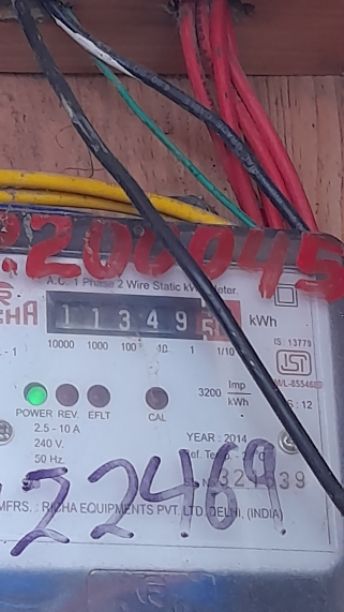 R.200045
A.C. 1 Phase 2 Wire Static kWh Meter.
1 1 3 4 9 5 kWh
10000 1000 100 10 1 1/10
IS : 13779
ISI
3200 Imp/kWh
POWER REV. EFLT CAL
2.5 - 10 A
240 V.
50 Hz.
YEAR : 2014
22469
MFRS. : RICHA EQUIPMENTS PVT. LTD. DELHI, (INDIA)